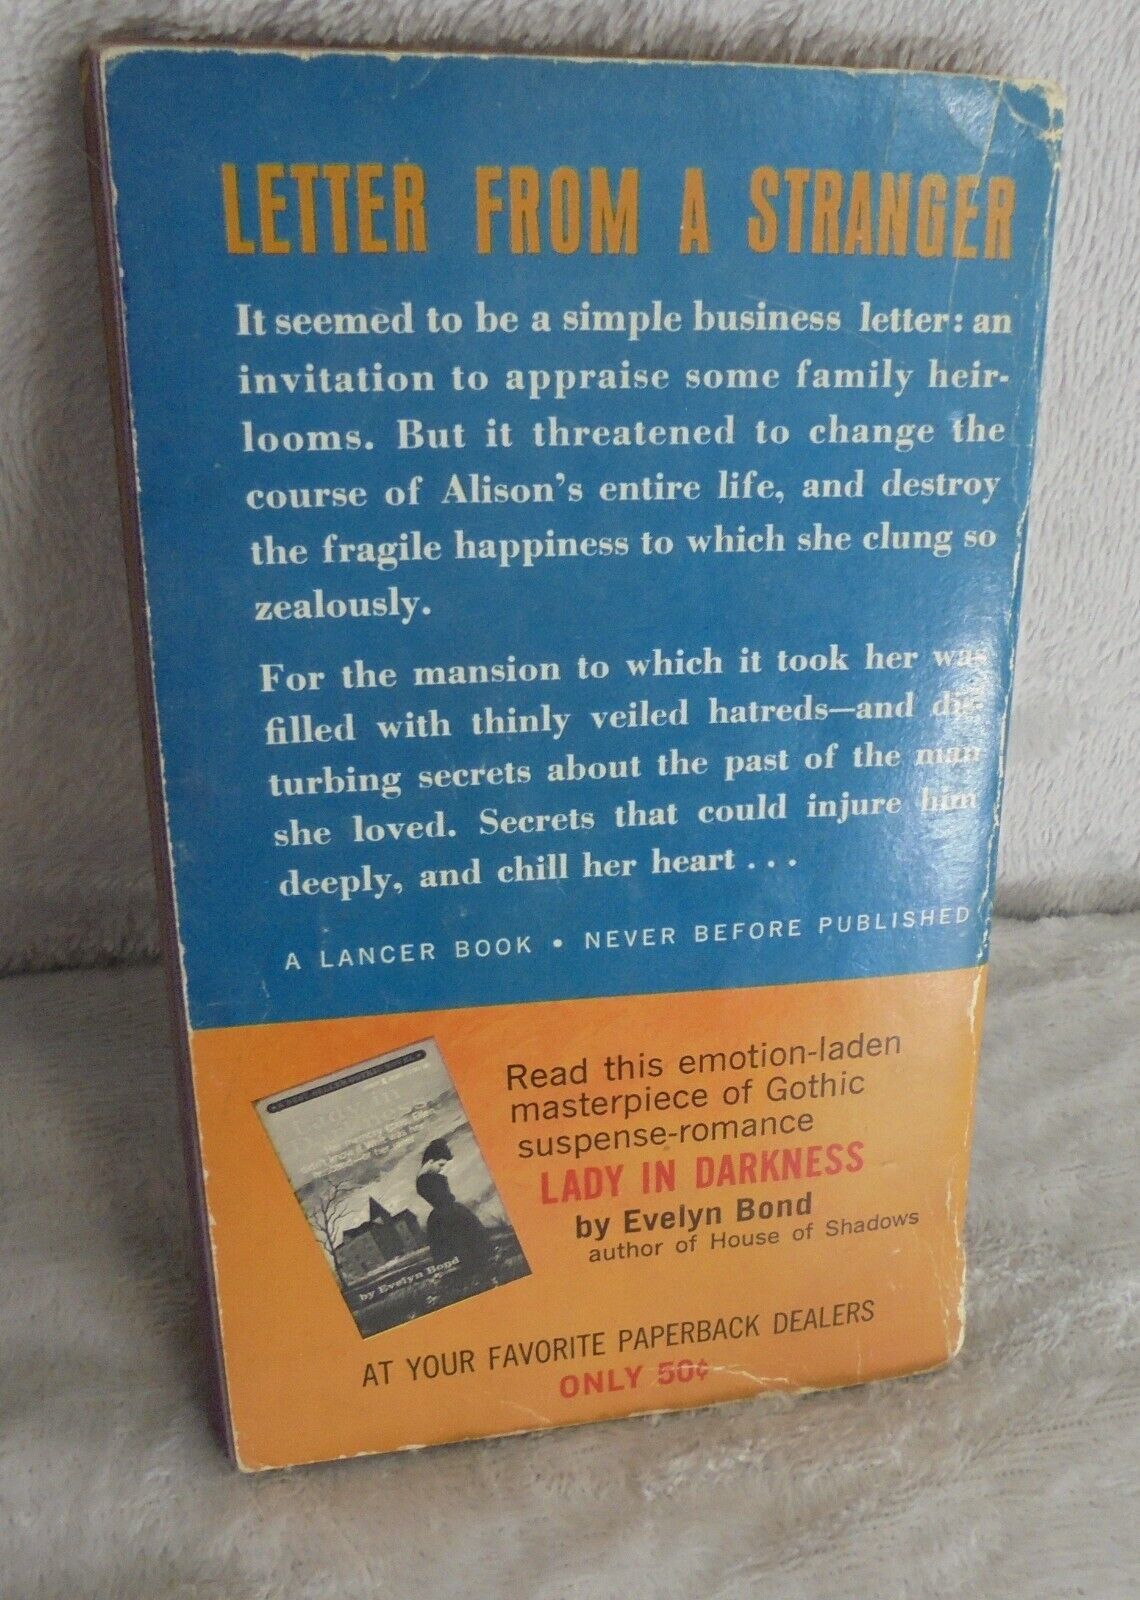 LETTER FROM A STRANGER
It seemed to be a simple business letter: an
invitation to appraise some family heir-
looms. But it threatened to change the
course of Alison's entire life, and destroy
the fragile happiness to which she clung so
zealously.
For the mansion to which it took her was
filled with thinly veiled hatreds—and dis-
turbing secrets about the past of the man
she loved. Secrets that could injure him
deeply, and chill her heart . . .
A LANCER BOOK • NEVER BEFORE PUBLISHED
Read this emotion-laden
masterpiece of Gothic
suspense-romance
LADY IN DARKNESS
by Evelyn Bond
author of House of Shadows
by Evelyn Bond
AT YOUR FAVORITE PAPERBACK DEALERS
ONLY 50¢